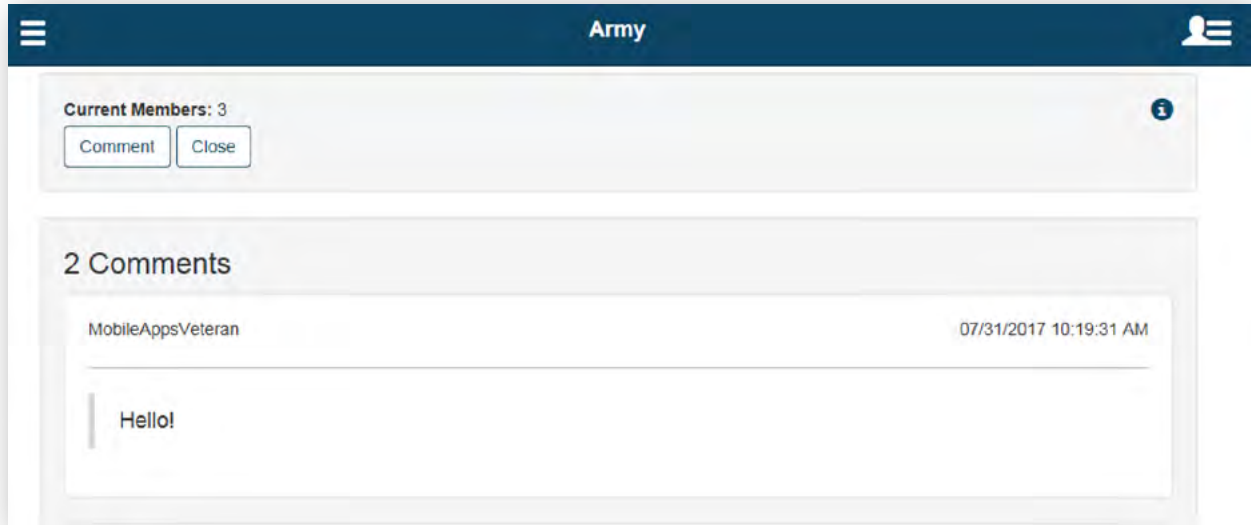 Army
Current Members: 3
Comment Close
2 Comments
MobileAppsVeteran 07/31/2017 10:19:31 AM
Hello!